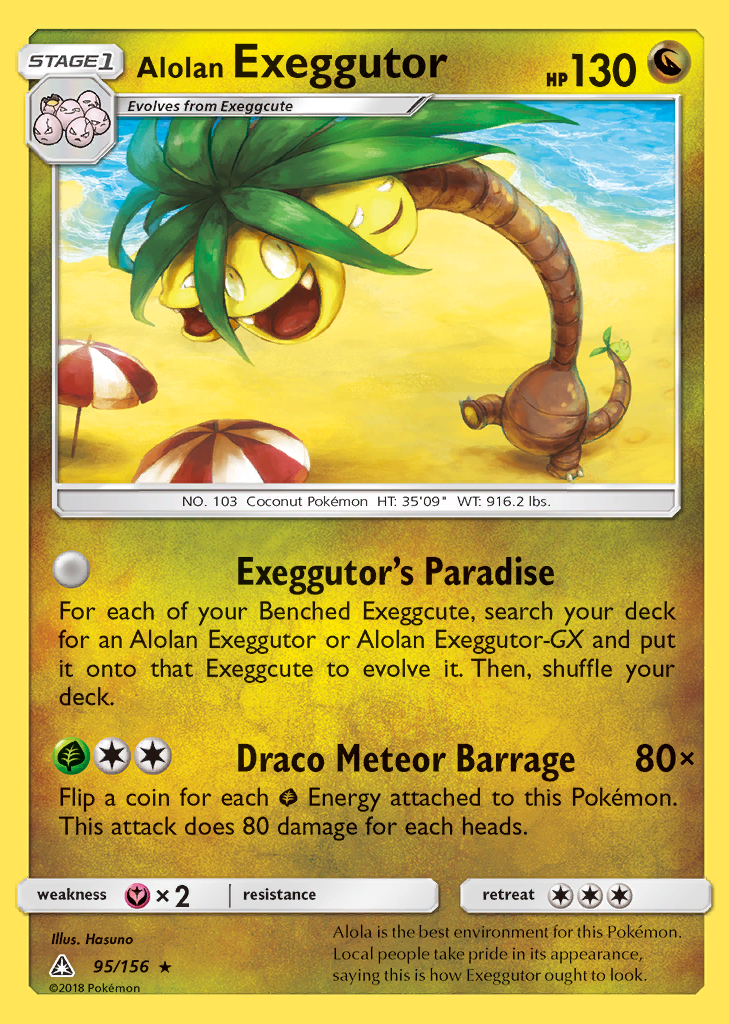 STAGE1
Alolan Exeggutor
HP 130
Evolves from Exeggcute
NO. 103 Coconut Pokémon HT: 35'09" WT: 916.2 lbs.
Exeggutor's Paradise
For each of your Benched Exeggcute, search your deck
for an Alolan Exeggutor or Alolan Exeggutor-GX and put
it onto that Exeggcute to evolve it. Then, shuffle your
deck.
Draco Meteor Barrage 80×
Flip a coin for each Energy attached to this Pokémon.
This attack does 80 damage for each heads.
weakness × 2 resistance retreat
Illus. Hasuno
95/156 ★
©2018 Pokémon
Alola is the best environment for this Pokémon.
Local people take pride in its appearance,
saying this is how Exeggutor ought to look.